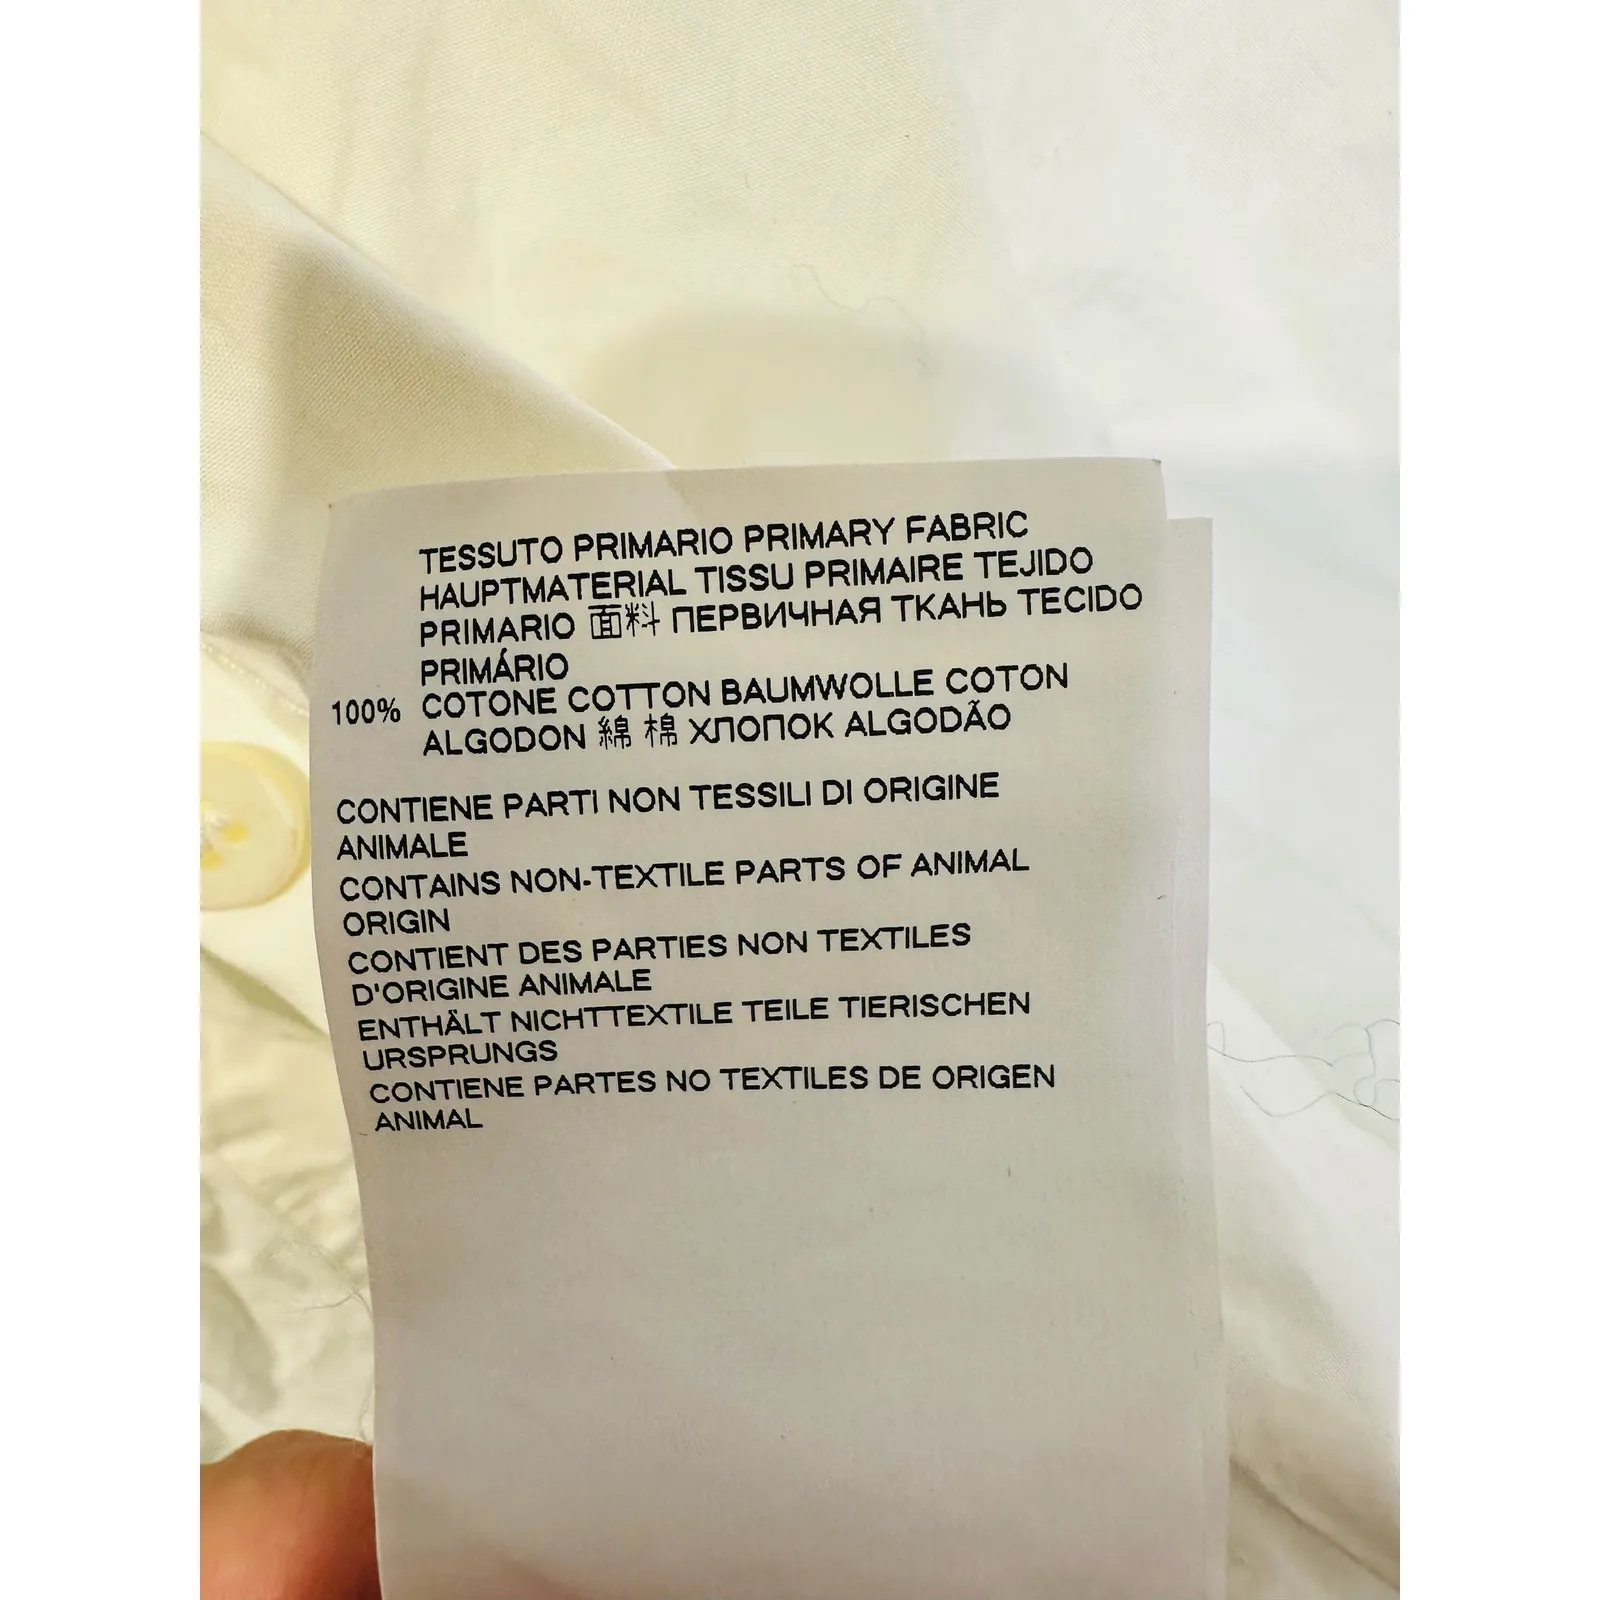 TESSUTO PRIMARIO PRIMARY FABRIC
HAUPTMATERIAL TISSU PRIMAIRE TEJIDO
PRIMARIO 面料 ПЕРВИЧНАЯ ТКАНЬ TECIDO
PRIMÁRIO
100% COTONE COTTON BAUMWOLLE COTON
ALGODON 綿 棉 ХЛОПОК ALGODÃO
CONTIENE PARTI NON TESSILI DI ORIGINE
ANIMALE
CONTAINS NON-TEXTILE PARTS OF ANIMAL
ORIGIN
CONTIENT DES PARTIES NON TEXTILES
D'ORIGINE ANIMALE
ENTHÄLT NICHTTEXTILE TEILE TIERISCHEN
URSPRUNGS
CONTIENE PARTES NO TEXTILES DE ORIGEN
ANIMAL